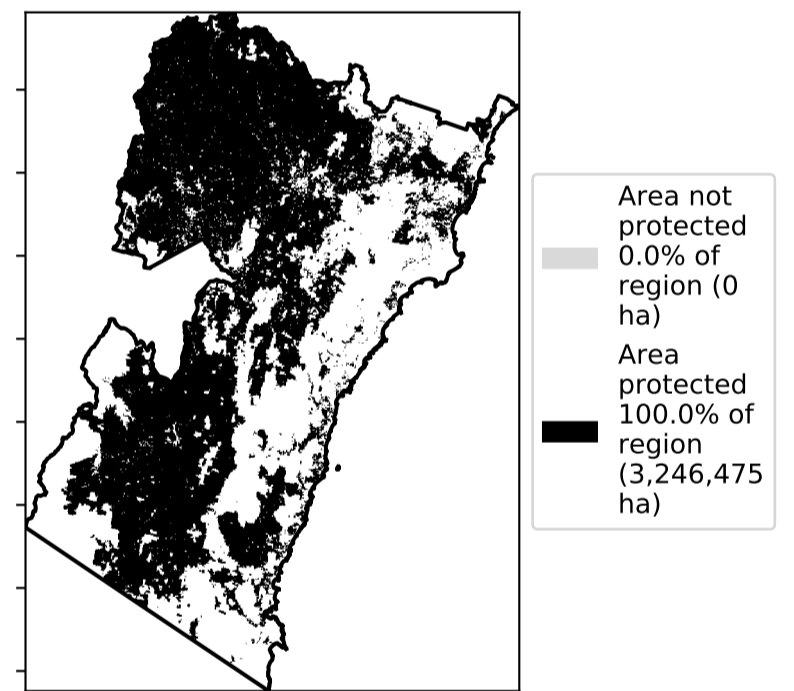 Area not
protected
0.0% of
region (0
ha)
Area
protected
100.0% of
region
(3,246,475
ha)